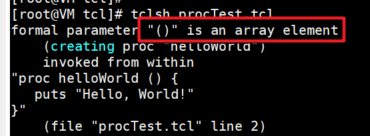 [root@VM tcl]#
[root@VM tcl]# tclsh procTest.tcl
formal parameter "()" is an array element
    (creating proc "helloWorld")
    invoked from within
"proc helloWorld () {
   puts "Hello, World!"
}"
    (file "procTest.tcl" line 2)